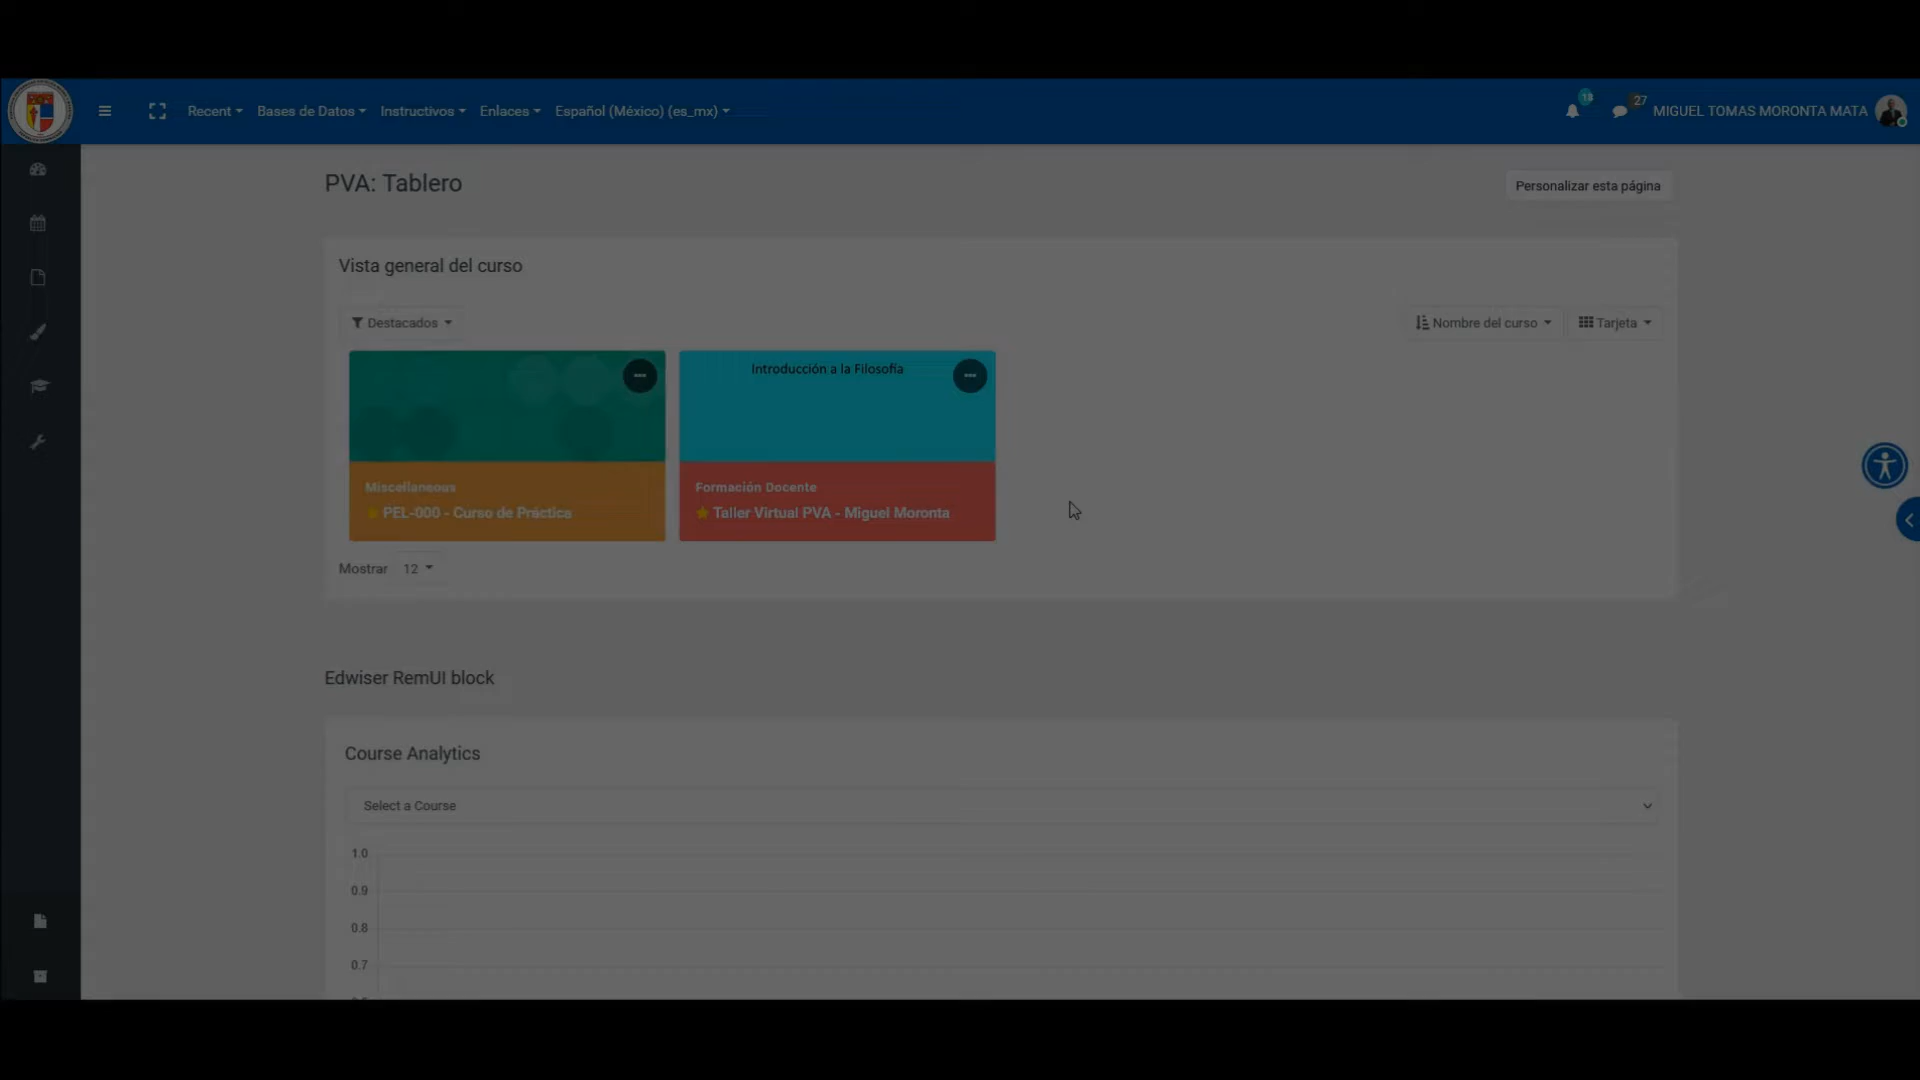 Recent
Bases de Datos
Instructivos
Enlaces
Español (México) (es_mx)
18
27
MIGUEL TOMAS MORONTA MATA
PVA: Tablero
Personalizar esta página
Vista general del curso
Destacados
Nombre del curso
Tarjeta
Introducción a la Filosofía
Miscellaneous
PEL-000 - Curso de Práctica
Formación Docente
Taller Virtual PVA - Miguel Moronta
Mostrar 12
Edwiser RemUI block
Course Analytics
Select a Course
1.0
0.9
0.8
0.7